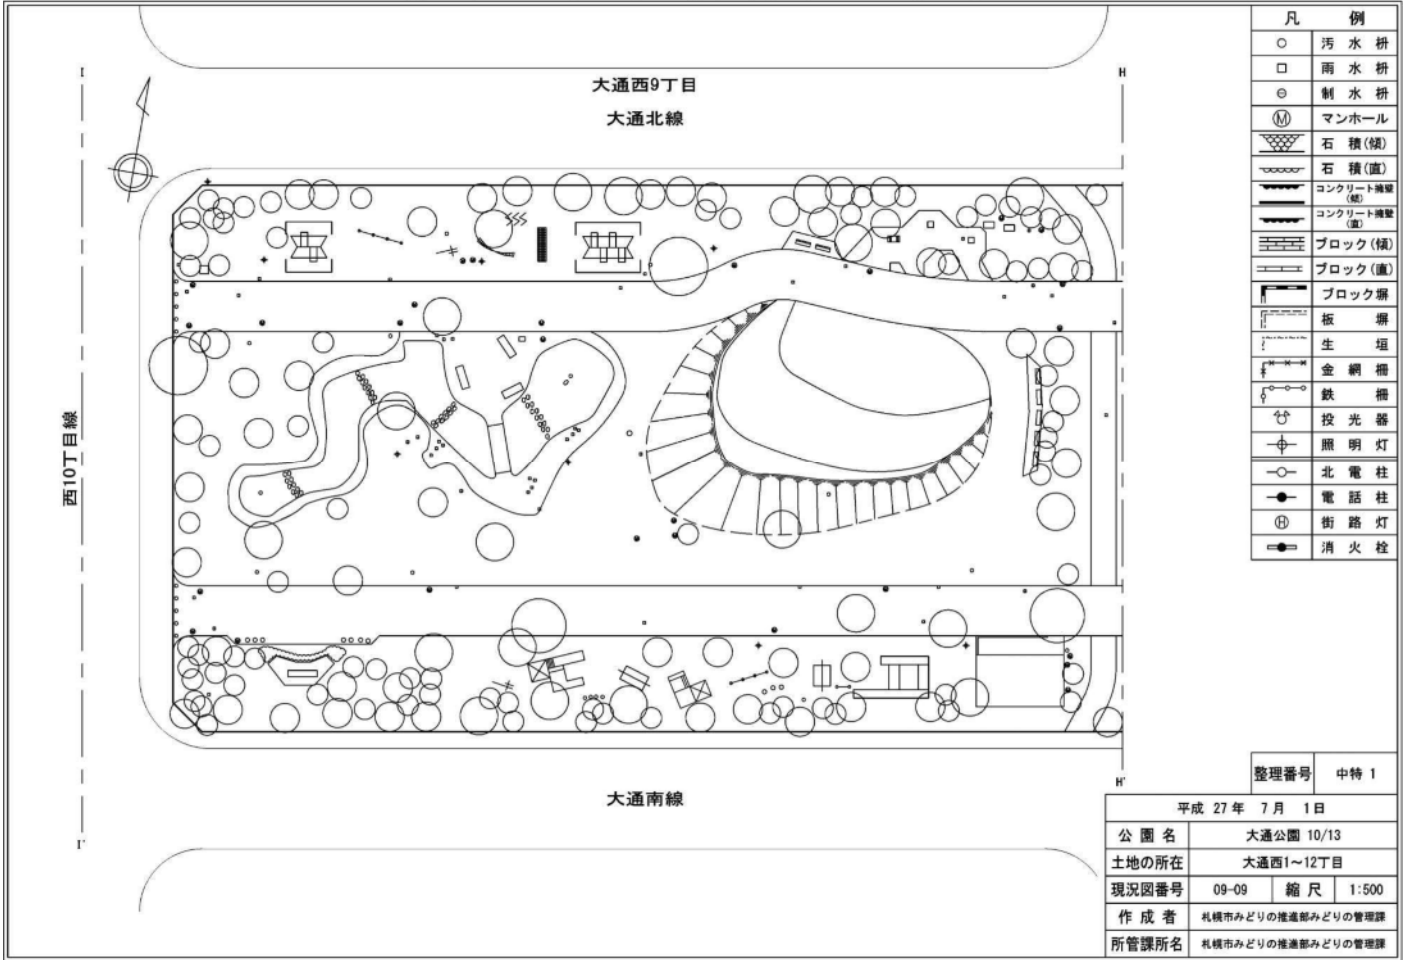 大通西9丁目
大通北線
I
H
西10丁目線
I'
H'
大通南線
凡 例
汚水枡
雨水枡
制水枡
Ⓜ マンホール
石積(傾)
石積(直)
コンクリート擁壁(傾)
コンクリート擁壁(直)
ブロック(傾)
ブロック(直)
ブロック塀
板塀
生垣
金網柵
鉄柵
投光器
照明灯
北電柱
電話柱
Ⓗ 街路灯
消火栓
整理番号 中特 1
平成 27年 7月 1日
公園名 大通公園 10/13
土地の所在 大通西1～12丁目
現況図番号 09-09 縮尺 1:500
作成者 札幌市みどりの推進部みどりの管理課
所管課所名 札幌市みどりの推進部みどりの管理課